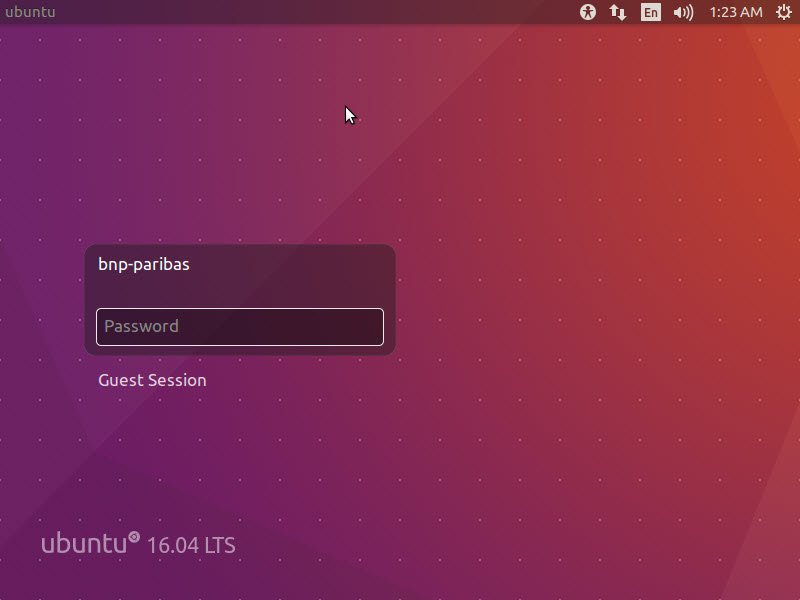 ubuntu En 1:23 AM
bnp-paribas
Password
Guest Session
ubuntu 16.04 LTS